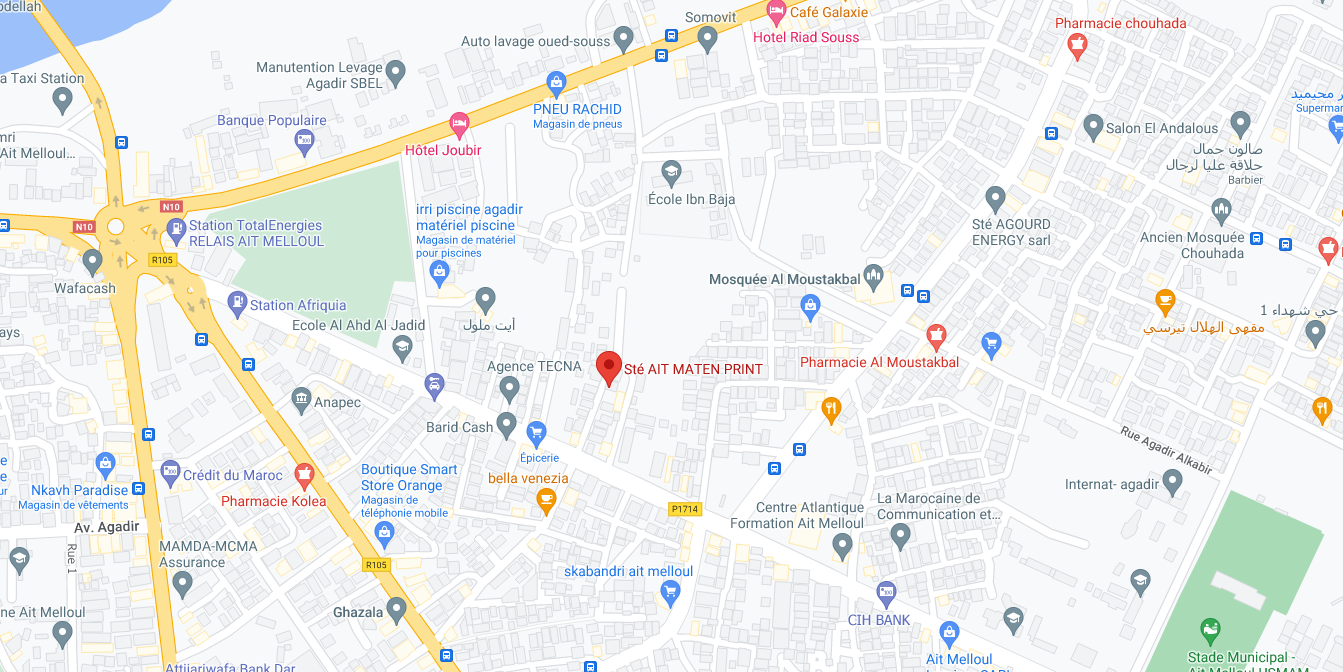 dellah
Somovit
Café Galaxie
Hotel Riad Souss
Pharmacie chouhada
Auto lavage oued-souss
Manutention Levage
Agadir SBEL
a Taxi Station
PNEU RACHID
Magasin de pneus
Banque Populaire
Hôtel Joubir
Salon El Andalous
صالون جمال
حلاقة عليا لرجال
Barbier
Supermar
mri
Ait Melloul...
École Ibn Baja
N10
N10
irri piscine agadir
matériel piscine
Magasin de matériel
pour piscines
Station TotalEnergies
RELAIS AIT MELLOUL
R105
Wafacash
Sté AGOURD
ENERGY sarl
Ancien Mosquée
Chouhada
Mosquée Al Moustakbal
Station Afriquia
Ecole Al Ahd Al Jadid
أيت ملول
حي شهداء 1
مقهى الهلال تيرسي
ays
Agence TECNA
Sté AIT MATEN PRINT
Pharmacie Al Moustakbal
Anapec
Barid Cash
Épicerie
Rue Agadir Alkabir
Crédit du Maroc
Boutique Smart
Store Orange
Magasin de
téléphonie mobile
bella venezia
Internat- agadir
Nkavh Paradise
Magasin de vêtements
Pharmacie Kolea
P1714
Centre Atlantique
Formation Ait Melloul
La Marocaine de
Communication et...
Av. Agadir
Rue 1
MAMDA-MCMA
Assurance
R105
skabandri ait melloul
Ghazala
ne Ait Melloul
CIH BANK
Ait Melloul
Stade Municipal -
Ait Melloul USMAM
Attijariwafa Bank Dar